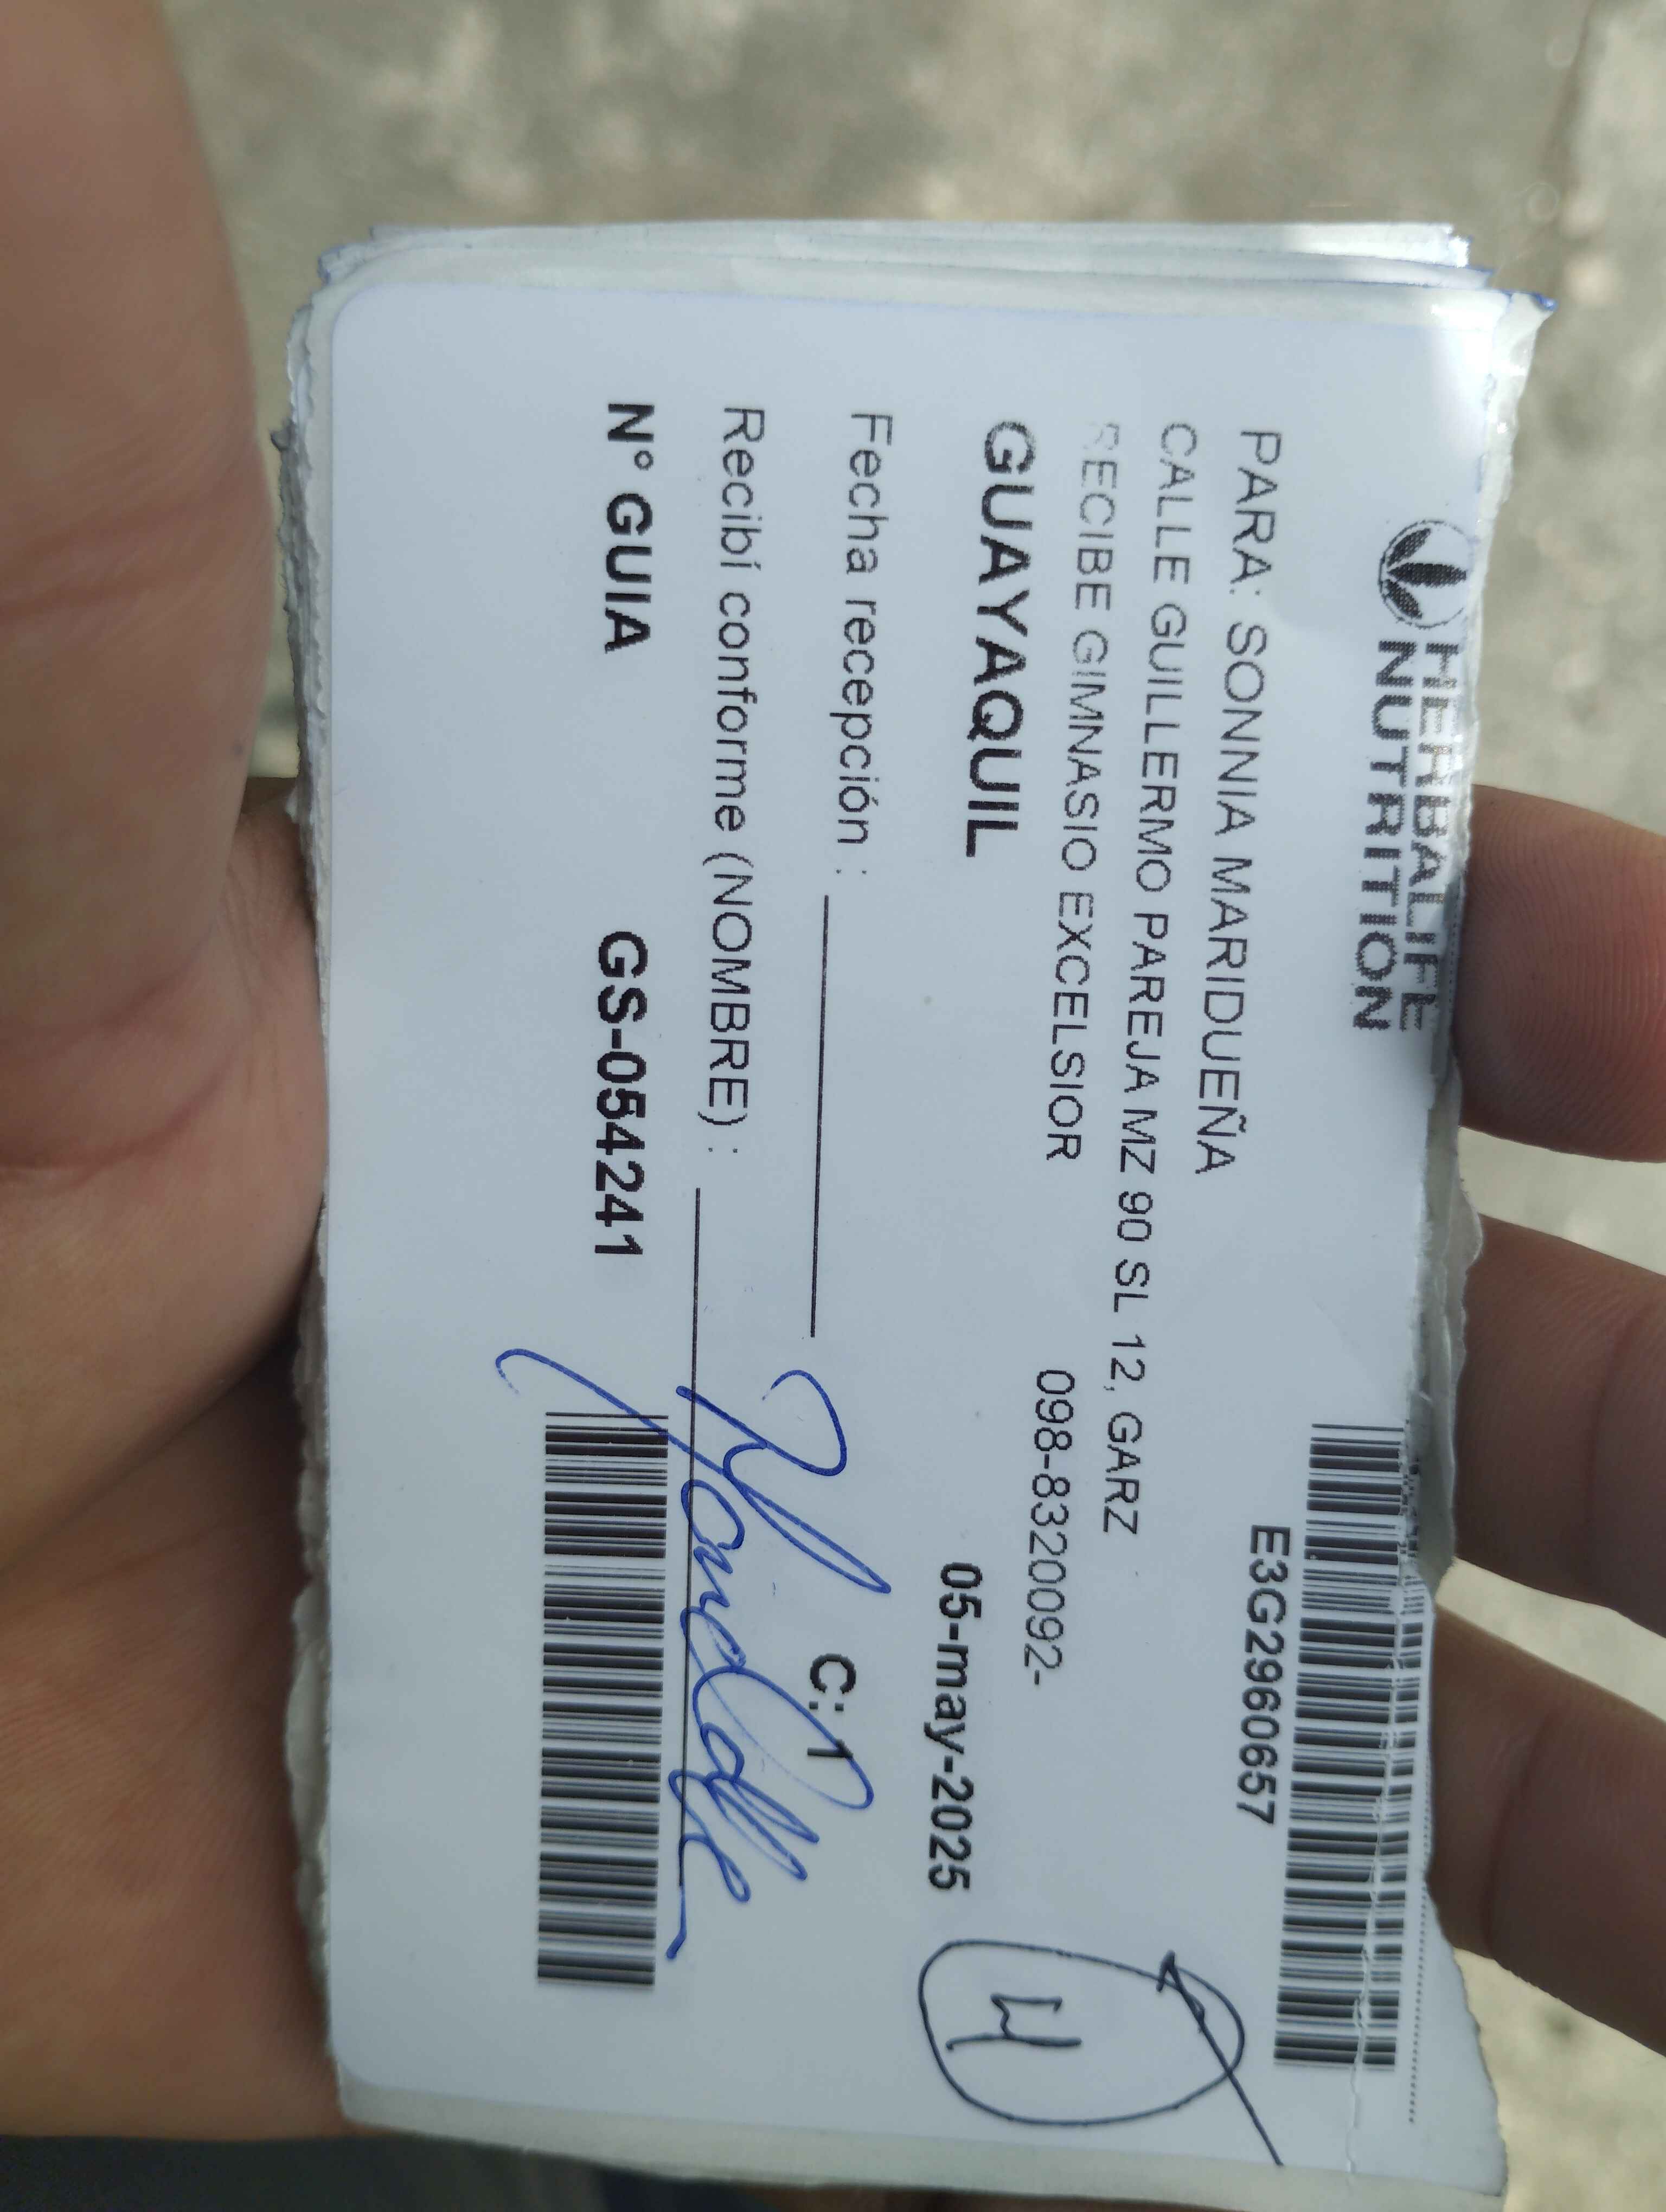 HERBALIFE
NUTRITION
E3G2960657
PARA: SONNIA MARIDUEÑA
CALLE GUILLERMO PAREJA MZ 90 SL 12, GARZ
RECIBE GIMNASIO EXCELSIOR
098-8320092-
GUAYAQUIL
05-may-2025
4
Fecha recepción :
C: 1
Recibí conforme (NOMBRE) :
N° GUIA
GS-054241